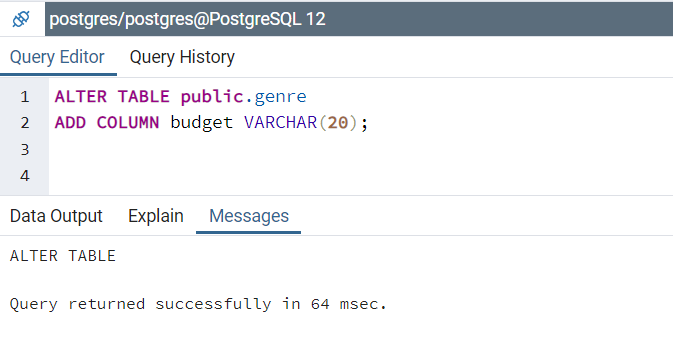 postgres/postgres@PostgreSQL 12
Query Editor Query History
1 ALTER TABLE public.genre
2 ADD COLUMN budget VARCHAR(20);
3
4
Data Output Explain Messages
ALTER TABLE
Query returned successfully in 64 msec.